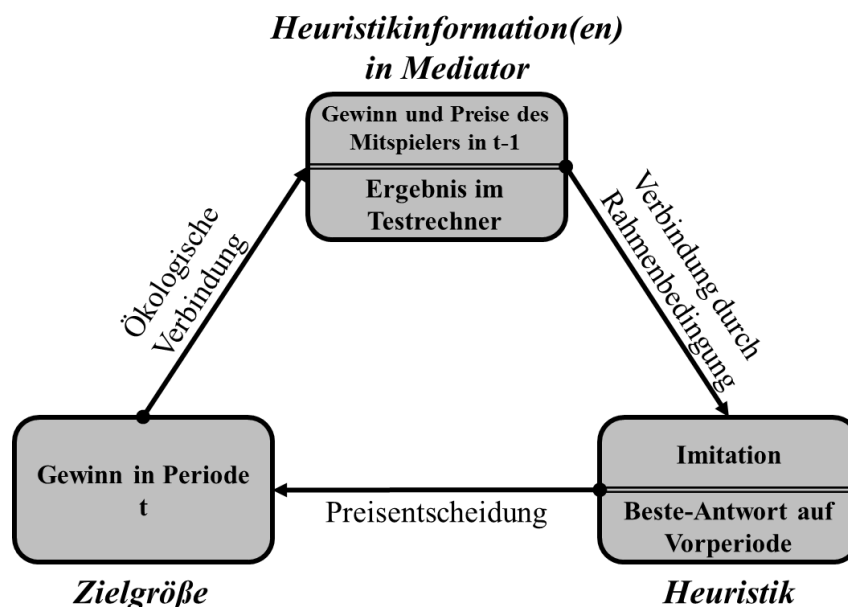 Heuristikinformation(en)
in Mediator
Gewinn und Preise des
Mitspielers in t-1
Ergebnis im
Testrechner
Ökologische
Verbindung
Verbindung durch
Rahmenbedingung
Gewinn in Periode
t
Imitation
Beste-Antwort auf
Vorperiode
Preisentscheidung
Zielgröße
Heuristik